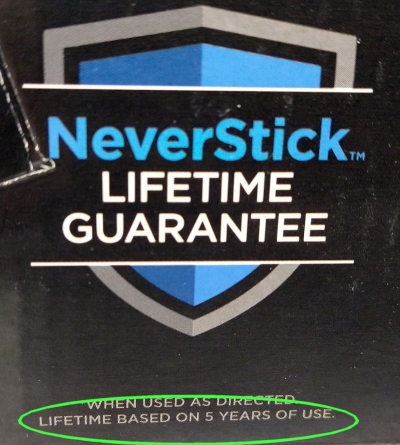 NeverStick™
LIFETIME
GUARANTEE
*WHEN USED AS DIRECTED.
LIFETIME BASED ON 5 YEARS OF USE.